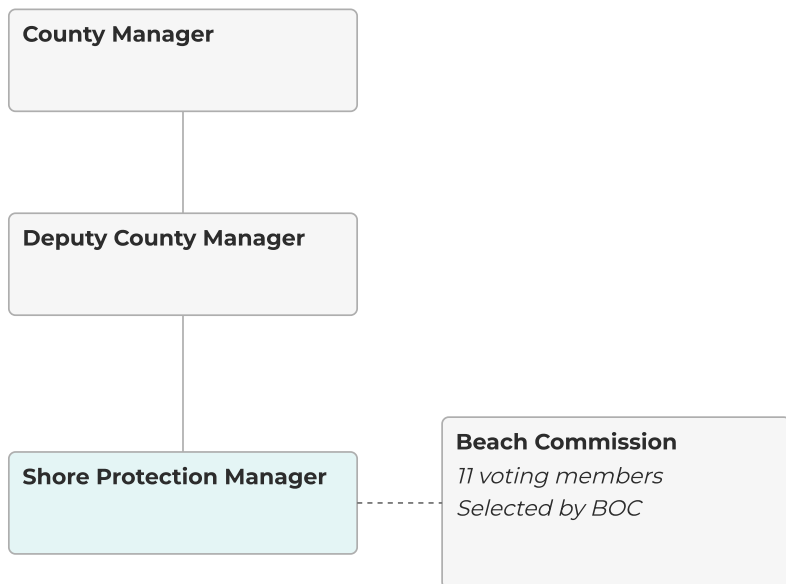 County Manager
Deputy County Manager
Shore Protection Manager
Beach Commission
11 voting members
Selected by BOC